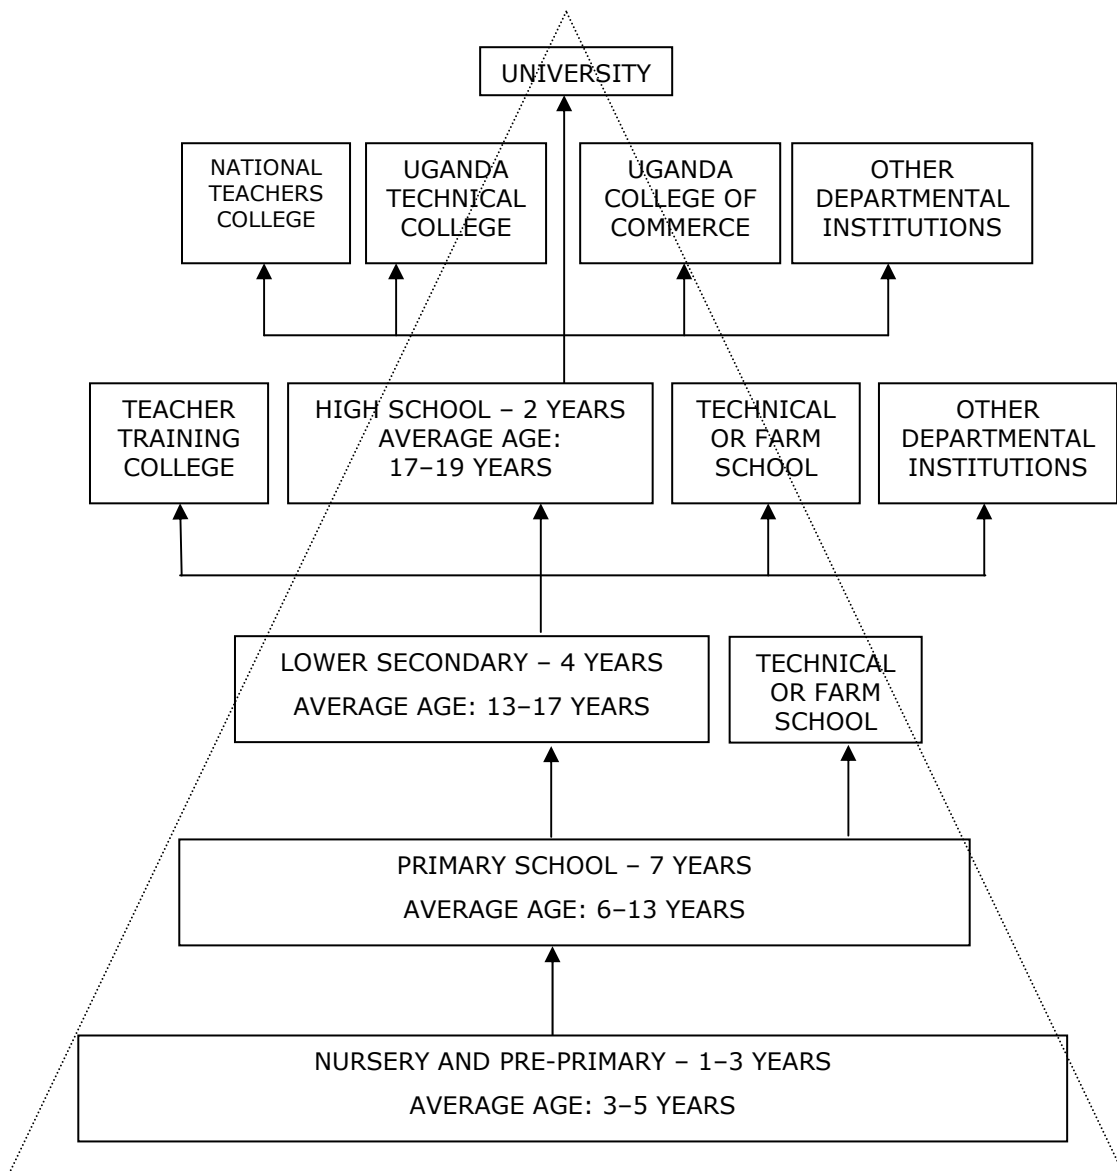 UNIVERSITY
NATIONAL
TEACHERS
COLLEGE
UGANDA
TECHNICAL
COLLEGE
UGANDA
COLLEGE OF
COMMERCE
OTHER
DEPARTMENTAL
INSTITUTIONS
TEACHER
TRAINING
COLLEGE
HIGH SCHOOL – 2 YEARS
AVERAGE AGE:
17–19 YEARS
TECHNICAL
OR FARM
SCHOOL
OTHER
DEPARTMENTAL
INSTITUTIONS
LOWER SECONDARY – 4 YEARS
AVERAGE AGE: 13–17 YEARS
TECHNICAL
OR FARM
SCHOOL
PRIMARY SCHOOL – 7 YEARS
AVERAGE AGE: 6–13 YEARS
NURSERY AND PRE-PRIMARY – 1–3 YEARS
AVERAGE AGE: 3–5 YEARS